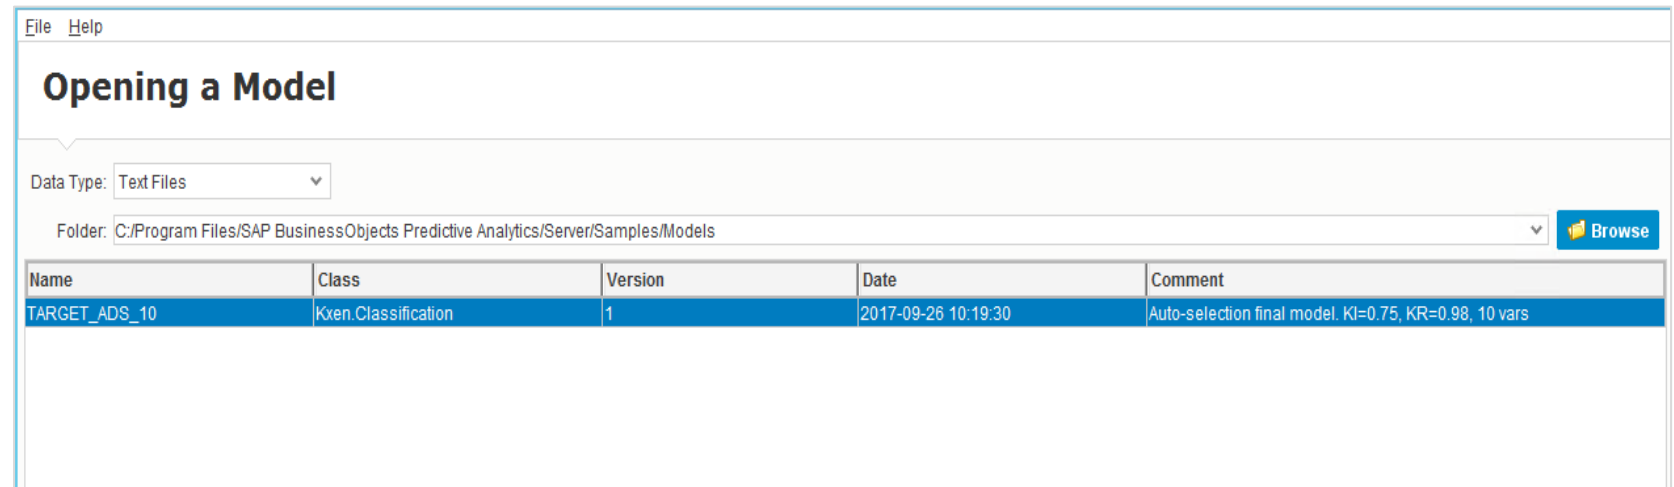 File Help
Opening a Model
Data Type: Text Files
Folder: C:/Program Files/SAP BusinessObjects Predictive Analytics/Server/Samples/Models Browse
Name Class Version Date Comment
TARGET_ADS_10 Kxen.Classification 1 2017-09-26 10:19:30 Auto-selection final model. KI=0.75, KR=0.98, 10 vars